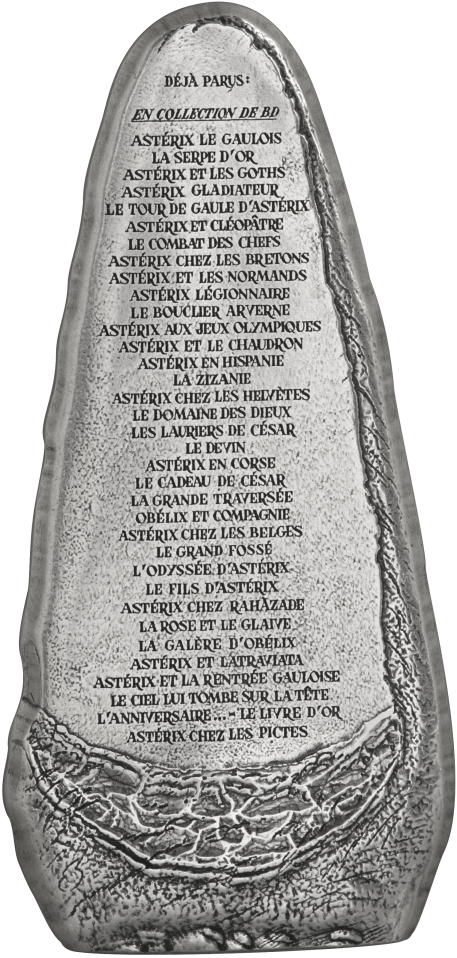 DÉJÀ PARUS :
EN COLLECTION DE BD
ASTÉRIX LE GAULOIS
LA SERPE D'OR
ASTÉRIX ET LES GOTHS
ASTÉRIX GLADIATEUR
LE TOUR DE GAULE D'ASTÉRIX
ASTÉRIX ET CLÉOPÂTRE
LE COMBAT DES CHEFS
ASTÉRIX CHEZ LES BRETONS
ASTÉRIX ET LES NORMANDS
ASTÉRIX LÉGIONNAIRE
LE BOUCLIER ARVERNE
ASTÉRIX AUX JEUX OLYMPIQUES
ASTÉRIX ET LE CHAUDRON
ASTÉRIX EN HISPANIE
LA ZIZANIE
ASTÉRIX CHEZ LES HELVÈTES
LE DOMAINE DES DIEUX
LES LAURIERS DE CÉSAR
LE DEVIN
ASTÉRIX EN CORSE
LE CADEAU DE CÉSAR
LA GRANDE TRAVERSÉE
OBÉLIX ET COMPAGNIE
ASTÉRIX CHEZ LES BELGES
LE GRAND FOSSÉ
L'ODYSSÉE D'ASTÉRIX
LE FILS D'ASTÉRIX
ASTÉRIX CHEZ RAHÀZADE
LA ROSE ET LE GLAIVE
LA GALÈRE D'OBÉLIX
ASTÉRIX ET LATRAVIATA
ASTÉRIX ET LA RENTRÉE GAULOISE
LE CIEL LUI TOMBE SUR LA TÊTE
L'ANNIVERSAIRE... - LE LIVRE D'OR
ASTÉRIX CHEZ LES PICTES